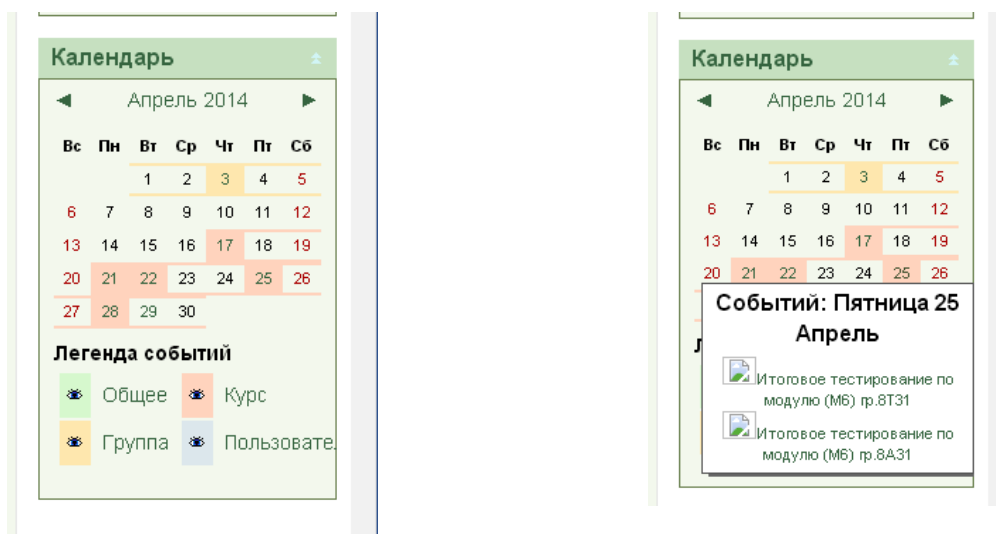 Календарь
Апрель 2014
Вс Пн Вт Ср Чт Пт Сб
1 2 3 4 5
6 7 8 9 10 11 12
13 14 15 16 17 18 19
20 21 22 23 24 25 26
27 28 29 30
Легенда событий
Общее Курс
Группа Пользовате
Календарь
Апрель 2014
Вс Пн Вт Ср Чт Пт Сб
1 2 3 4 5
6 7 8 9 10 11 12
13 14 15 16 17 18 19
20 21 22 23 24 25 26
Событий: Пятница 25
Апрель
Итоговое тестирование по
модулю (М6) гр.8Т31
Итоговое тестирование по
модулю (М6) гр.8А31